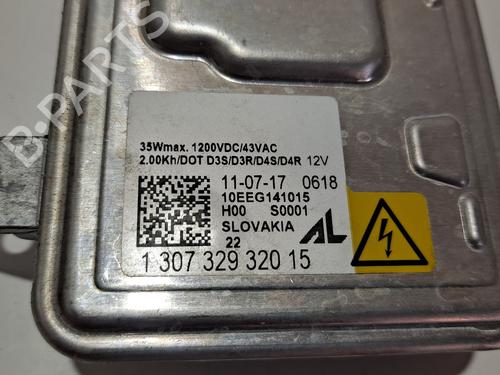 B-PARTS
35Wmax. 1200VDC/43VAC
2.00Kh/DOT D3S/D3R/D4S/D4R 12V
11-07-17 0618
10EEG141015
H00 S0001
SLOVAKIA
22
AL
1 307 329 320 15